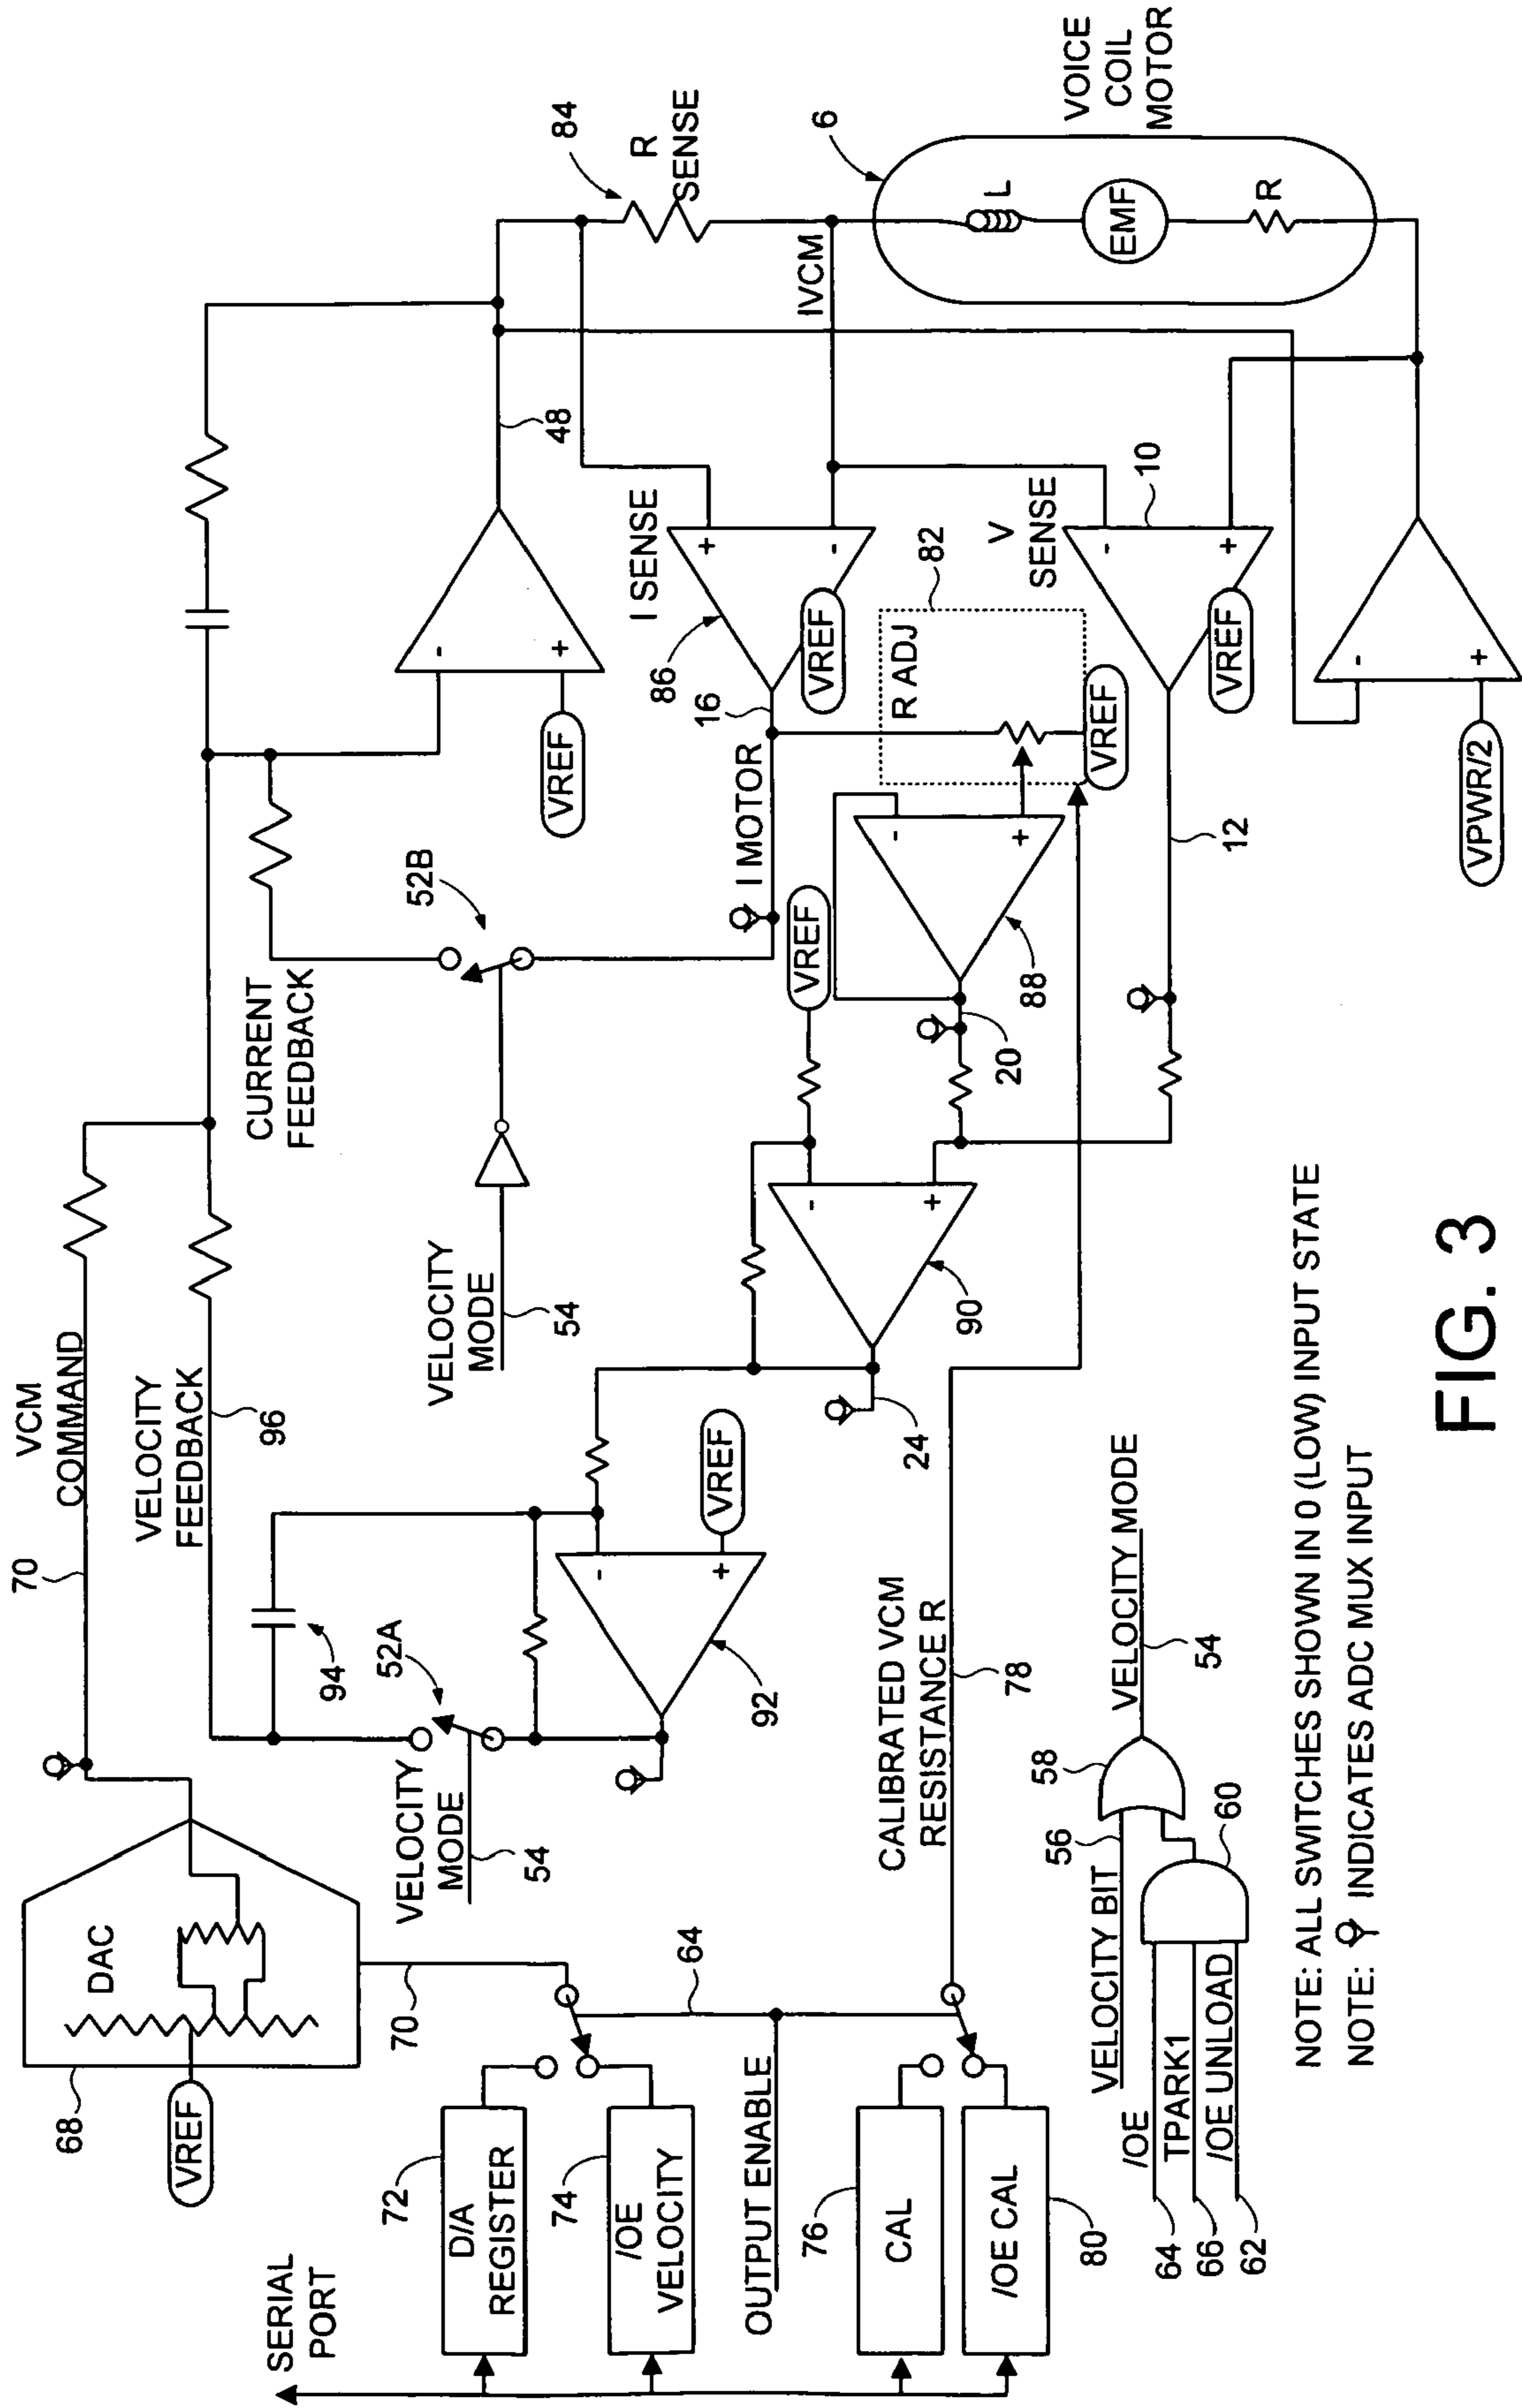 SERIAL
PORT
VREF
68
DAC
70
D/A
REGISTER
72
/OE
VELOCITY
74
OUTPUT ENABLE
64
CAL
76
/OE CAL
80
70
VCM
COMMAND
VELOCITY
FEEDBACK
96
94
52A
VELOCITY
MODE
54
-
+
VREF
92
CALIBRATED VCM
RESISTANCE R
78
CURRENT
FEEDBACK
52B
VELOCITY
MODE
54
24
90
-
+
VREF
20
88
-
+
I MOTOR
16
R ADJ
82
VREF
12
-
+
VREF
48
I SENSE
86
+
-
VREF
V
SENSE
10
-
+
VREF
-
+
VPWR/2
84
R
SENSE
IVCM
6
L
EMF
R
VOICE
COIL
MOTOR
VELOCITY BIT
56
58
VELOCITY MODE
54
/OE
TPARK1
/OE UNLOAD
64
66
62
60
NOTE: ALL SWITCHES SHOWN IN 0 (LOW) INPUT STATE
NOTE: INDICATES ADC MUX INPUT
FIG. 3